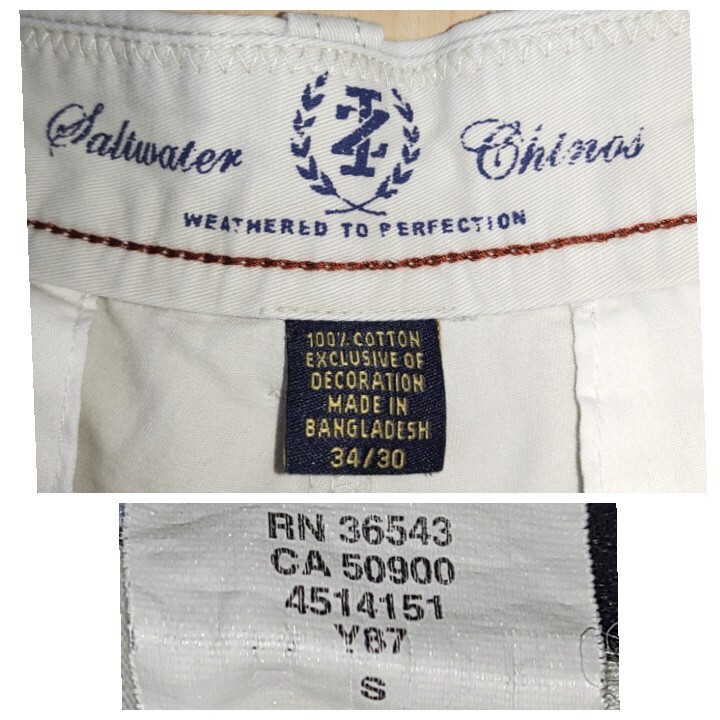 Saltwater IZ Chinos
WEATHERED TO PERFECTION
100% COTTON
EXCLUSIVE OF
DECORATION
MADE IN
BANGLADESH
34/30
RN 36543
CA 50900
4514151
Y87
S